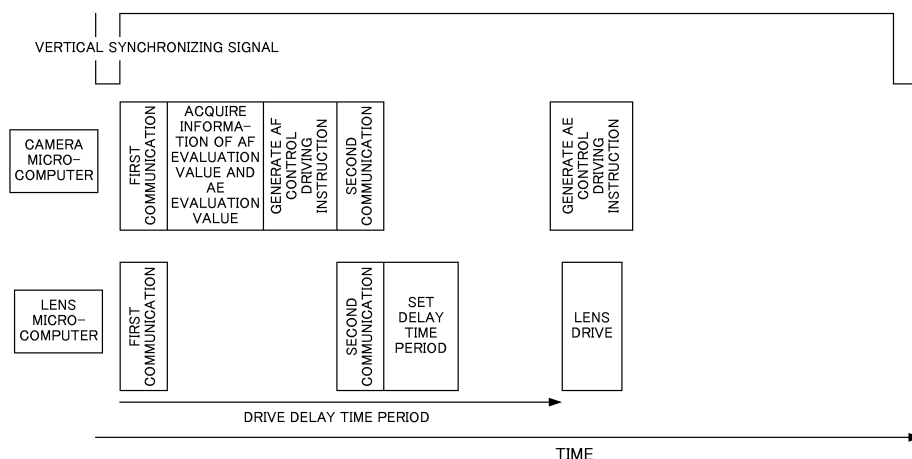 VERTICAL SYNCHRONIZING SIGNAL
CAMERA
MICRO-
COMPUTER
FIRST
COMMUNICATION
ACQUIRE
INFORMA-
TION OF AF
EVALUATION
VALUE AND
AE
EVALUATION
VALUE
GENERATE AF
CONTROL
DRIVING
INSTRUCTION
SECOND
COMMUNICATION
GENERATE AE
CONTROL
DRIVING
INSTRUCTION
LENS
MICRO-
COMPUTER
FIRST
COMMUNICATION
SECOND
COMMUNICATION
SET
DELAY
TIME
PERIOD
LENS
DRIVE
DRIVE DELAY TIME PERIOD
TIME